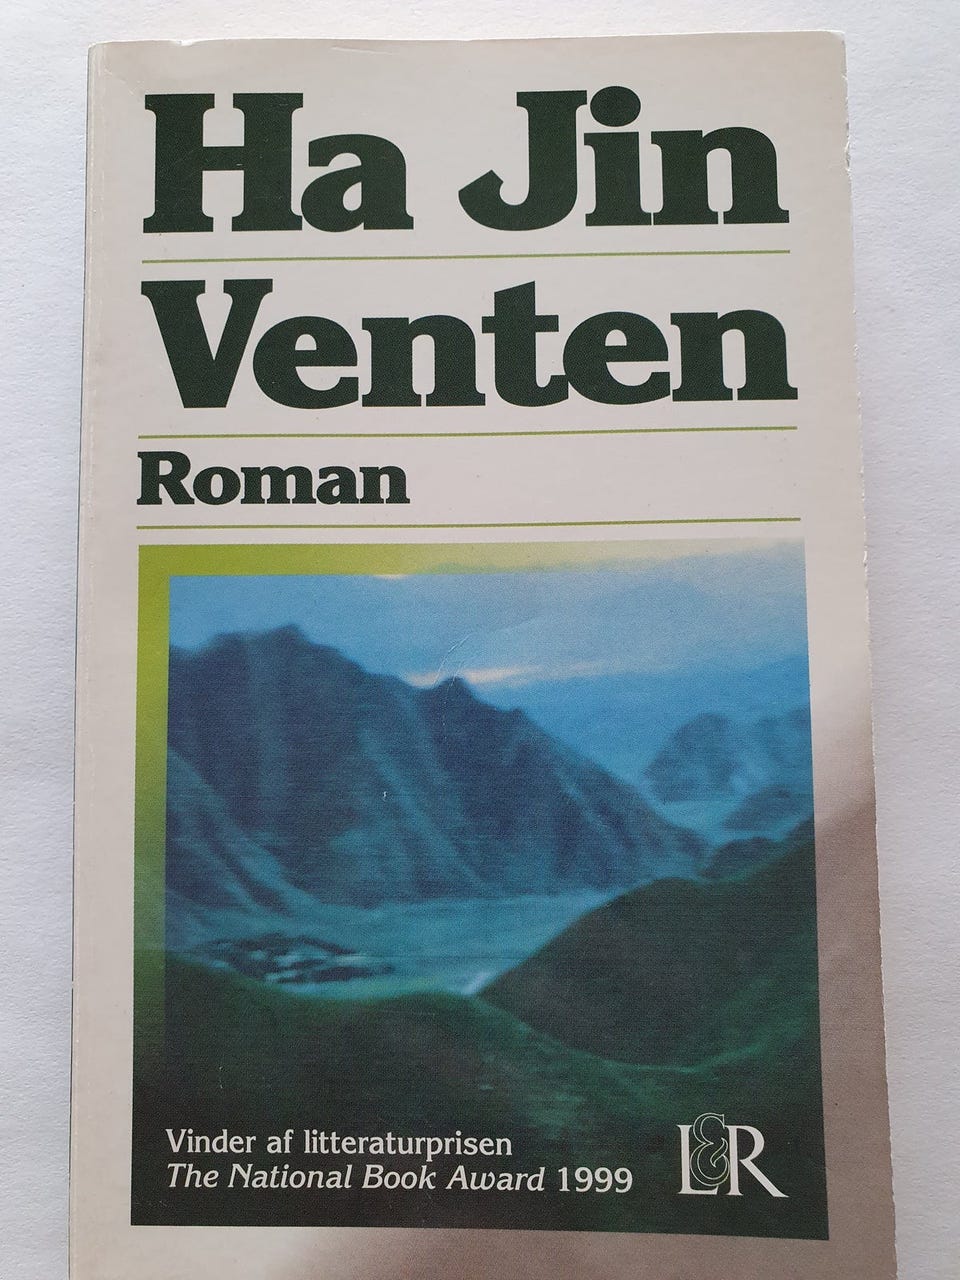 Ha Jin
Venten
Roman
Vinder af litteraturprisen
The National Book Award 1999
L&R